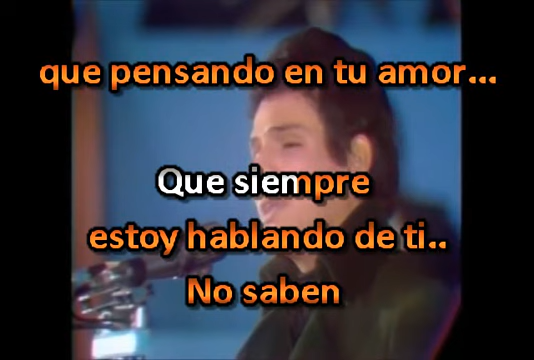 que pensando en tu amor...
Que siempre
estoy hablando de ti..
No saben